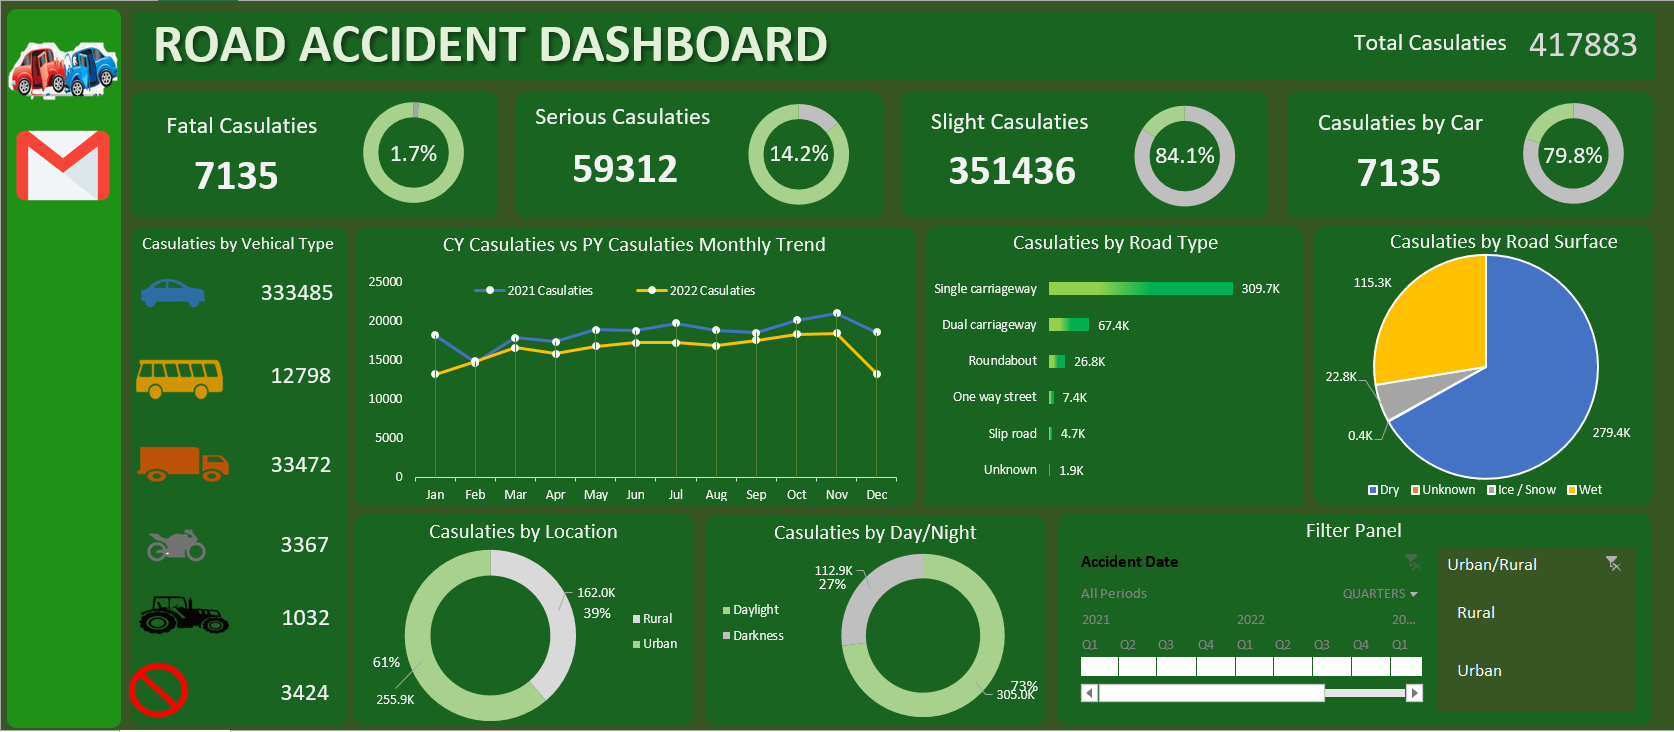 ROAD ACCIDENT DASHBOARD
Total Casulaties 417883
Fatal Casulaties
7135
1.7%
Serious Casulaties
59312
14.2%
Slight Casulaties
351436
84.1%
Casulaties by Car
7135
79.8%
Casulaties by Vehical Type
333485
12798
33472
3367
1032
3424
CY Casulaties vs PY Casulaties Monthly Trend
2021 Casulaties
2022 Casulaties
25000
20000
15000
10000
5000
0
Jan Feb Mar Apr May Jun Jul Aug Sep Oct Nov Dec
Casulaties by Road Type
Single carriageway 309.7K
Dual carriageway 67.4K
Roundabout 26.8K
One way street 7.4K
Slip road 4.7K
Unknown 1.9K
Casulaties by Road Surface
115.3K
22.8K
0.4K
279.4K
Dry Unknown Ice / Snow Wet
Casulaties by Location
162.0K
39%
61%
255.9K
Rural
Urban
Casulaties by Day/Night
112.9K
27%
Daylight
Darkness
73%
305.0K
Filter Panel
Accident Date
All Periods QUARTERS
2021 2022 20...
Q1 Q2 Q3 Q4 Q1 Q2 Q3 Q4 Q1
Urban/Rural
Rural
Urban